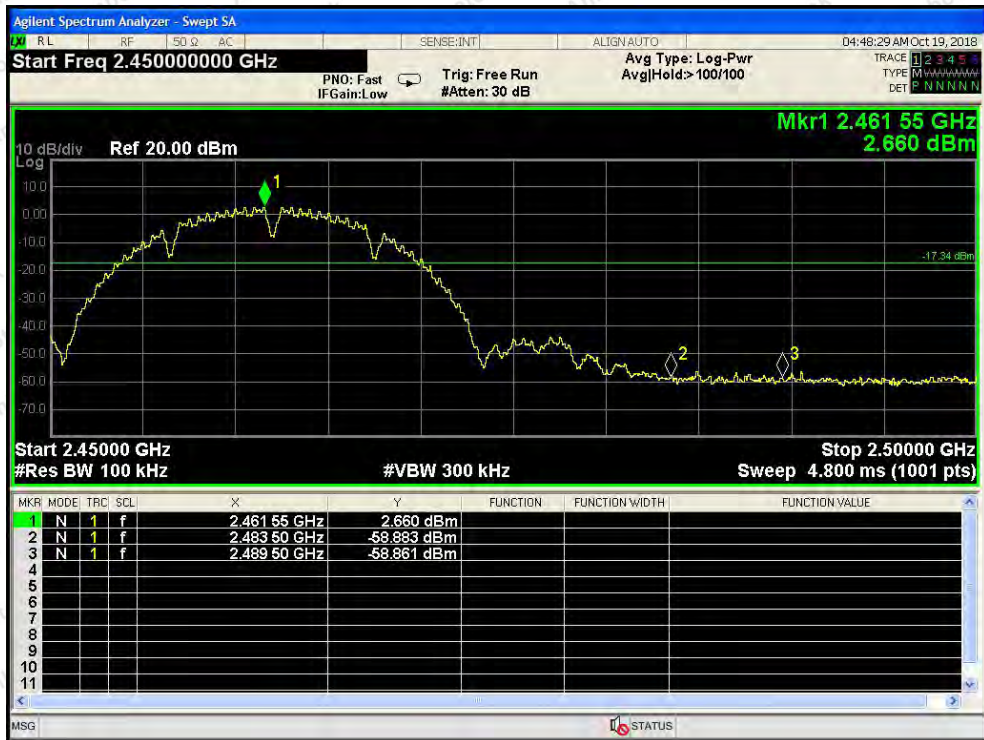 Agilent Spectrum Analyzer - Swept SA
LXI RL RF 50 Ω AC SENSE:INT ALIGNAUTO 04:48:29 AM Oct 19, 2018
Start Freq 2.450000000 GHz
PNO: Fast
IFGain:Low
Trig: Free Run
#Atten: 30 dB
Avg Type: Log-Pwr
Avg|Hold:> 100/100
TRACE 1 2 3 4 5 6
TYPE M
DET P N N N N N
Mkr1 2.461 55 GHz
2.660 dBm
10 dB/div Ref 20.00 dBm
Log
10.0
0.00
-10.0
-20.0
-30.0
-40.0
-50.0
-60.0
-70.0
1
-17.34 dBm
2
3
Start 2.45000 GHz Stop 2.50000 GHz
#Res BW 100 kHz #VBW 300 kHz Sweep 4.800 ms (1001 pts)
MKR MODE TRC SCL X Y FUNCTION FUNCTION WIDTH FUNCTION VALUE
1 N 1 f 2.461 55 GHz 2.660 dBm
2 N 1 f 2.483 50 GHz -58.883 dBm
3 N 1 f 2.489 50 GHz -58.861 dBm
4
5
6
7
8
9
10
11
MSG STATUS